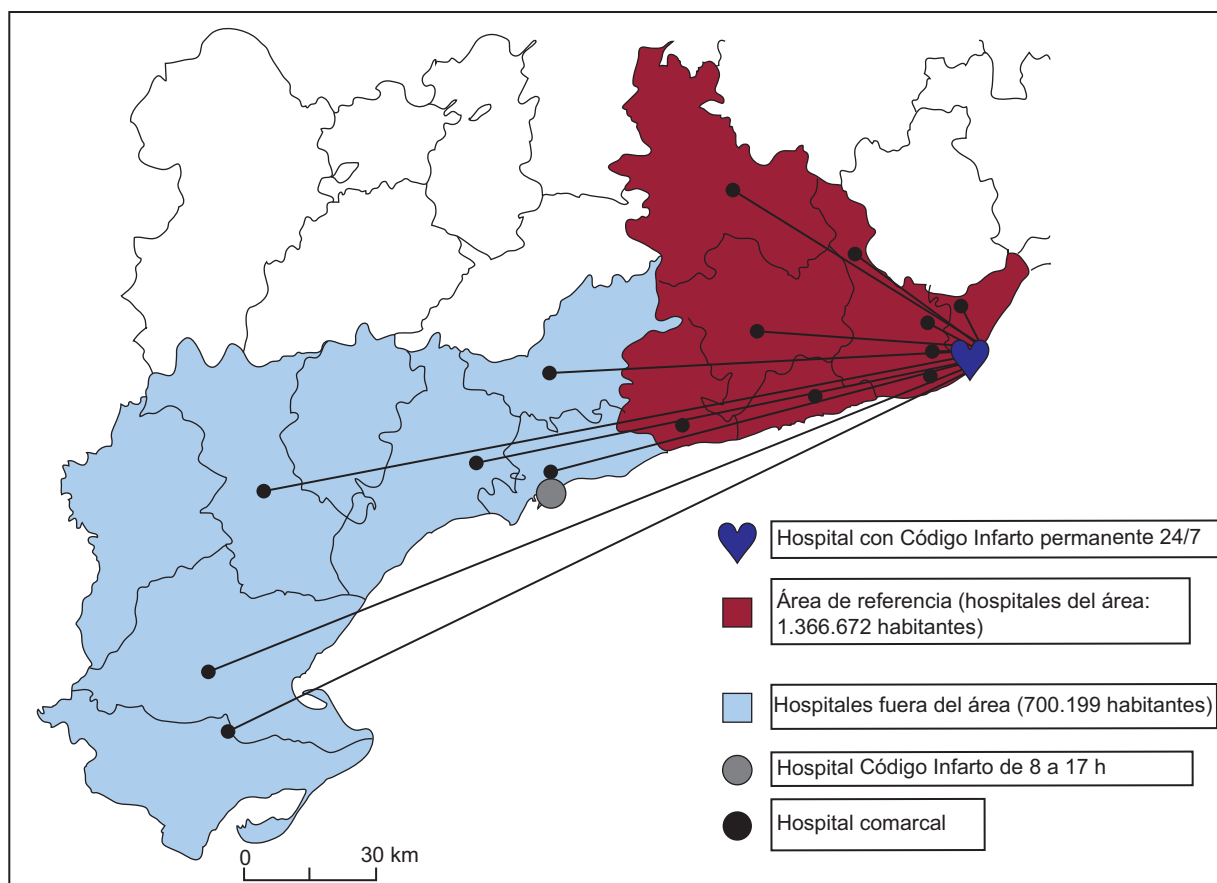 Hospital con Código Infarto permanente 24/7
Área de referencia (hospitales del área:
1.366.672 habitantes)
Hospitales fuera del área (700.199 habitantes)
Hospital Código Infarto de 8 a 17 h
Hospital comarcal
0 30 km